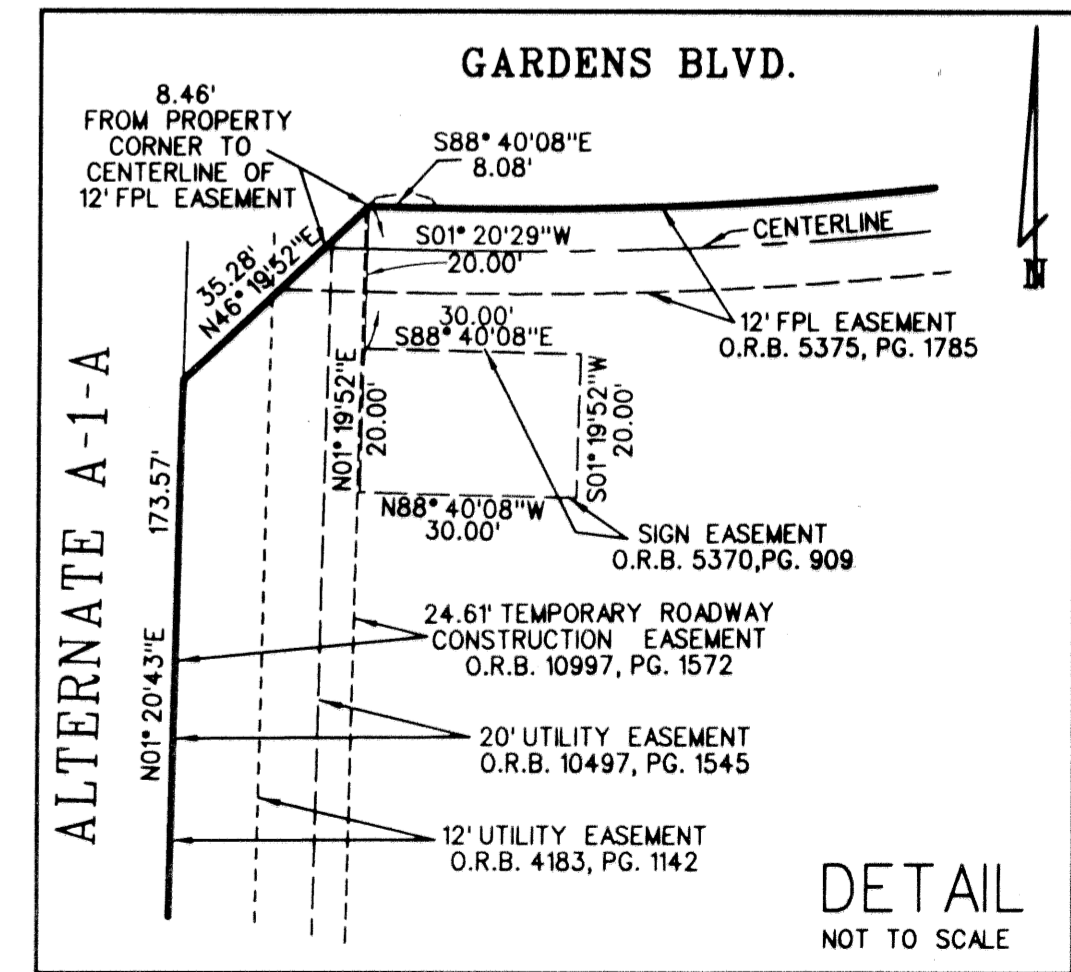 GARDENS BLVD.
8.46'
FROM PROPERTY
CORNER TO
CENTERLINE OF
12' FPL EASEMENT
S88° 40'08"E
8.08'
35.28'
N46° 19'52"E
S01° 20'29"W
20.00'
CENTERLINE
12' FPL EASEMENT
O.R.B. 5375, PG. 1785
30.00'
S88° 40'08"E
N01° 19'52"E
20.00'
S01° 19'52"W
20.00'
N88° 40'08"W
30.00'
SIGN EASEMENT
O.R.B. 5370,PG. 909
ALTERNATE A-1-A
173.57'
N01° 20'43"E
24.61' TEMPORARY ROADWAY
CONSTRUCTION EASEMENT
O.R.B. 10997, PG. 1572
20' UTILITY EASEMENT
O.R.B. 10497, PG. 1545
12' UTILITY EASEMENT
O.R.B. 4183, PG. 1142
N
DETAIL
NOT TO SCALE